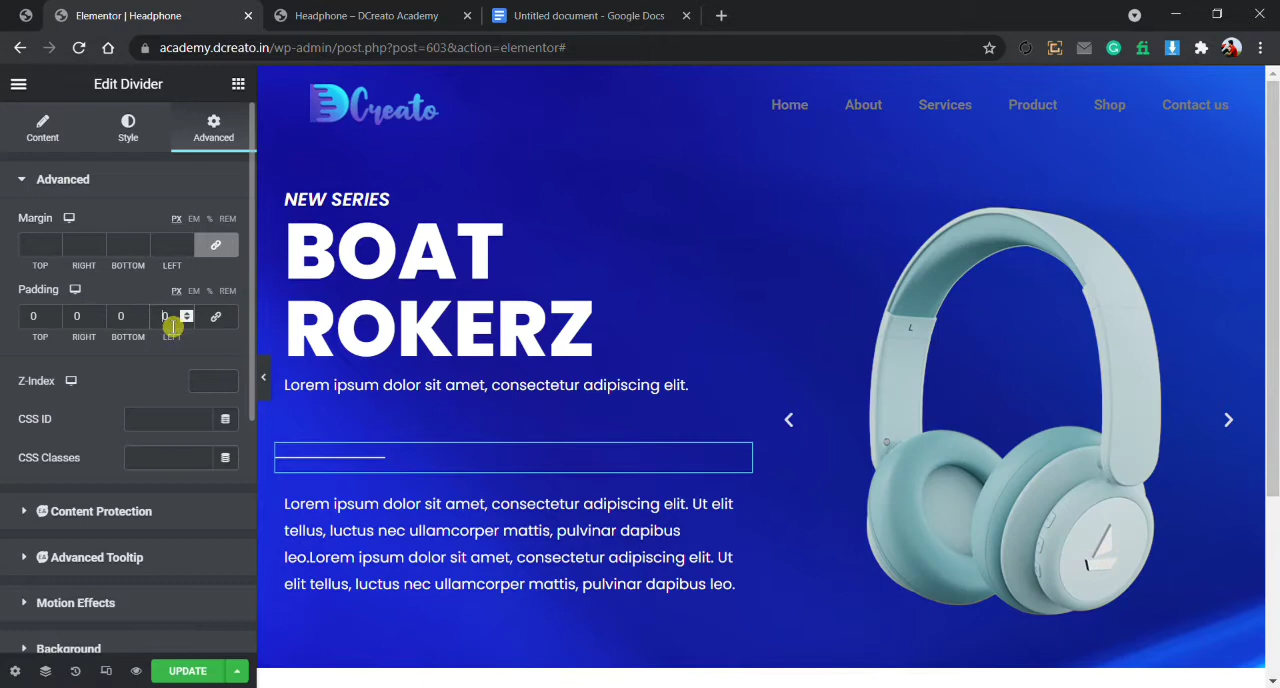 Elementor | Headphone
Headphone – DCreato Academy
Untitled document - Google Docs
academy.dcreato.in/wp-admin/post.php?post=603&action=elementor#
Edit Divider
Content
Style
Advanced
Advanced
Margin
PX EM % REM
TOP RIGHT BOTTOM LEFT
Padding
PX EM % REM
0 0 0 0
TOP RIGHT BOTTOM LEFT
Z-Index
CSS ID
CSS Classes
Content Protection
Advanced Tooltip
Motion Effects
Background
UPDATE
DCreato
Home About Services Product Shop Contact us
NEW SERIES
BOAT
ROKERZ
Lorem ipsum dolor sit amet, consectetur adipiscing elit.
Lorem ipsum dolor sit amet, consectetur adipiscing elit. Ut elit
tellus, luctus nec ullamcorper mattis, pulvinar dapibus
leo.Lorem ipsum dolor sit amet, consectetur adipiscing elit. Ut
elit tellus, luctus nec ullamcorper mattis, pulvinar dapibus leo.
L